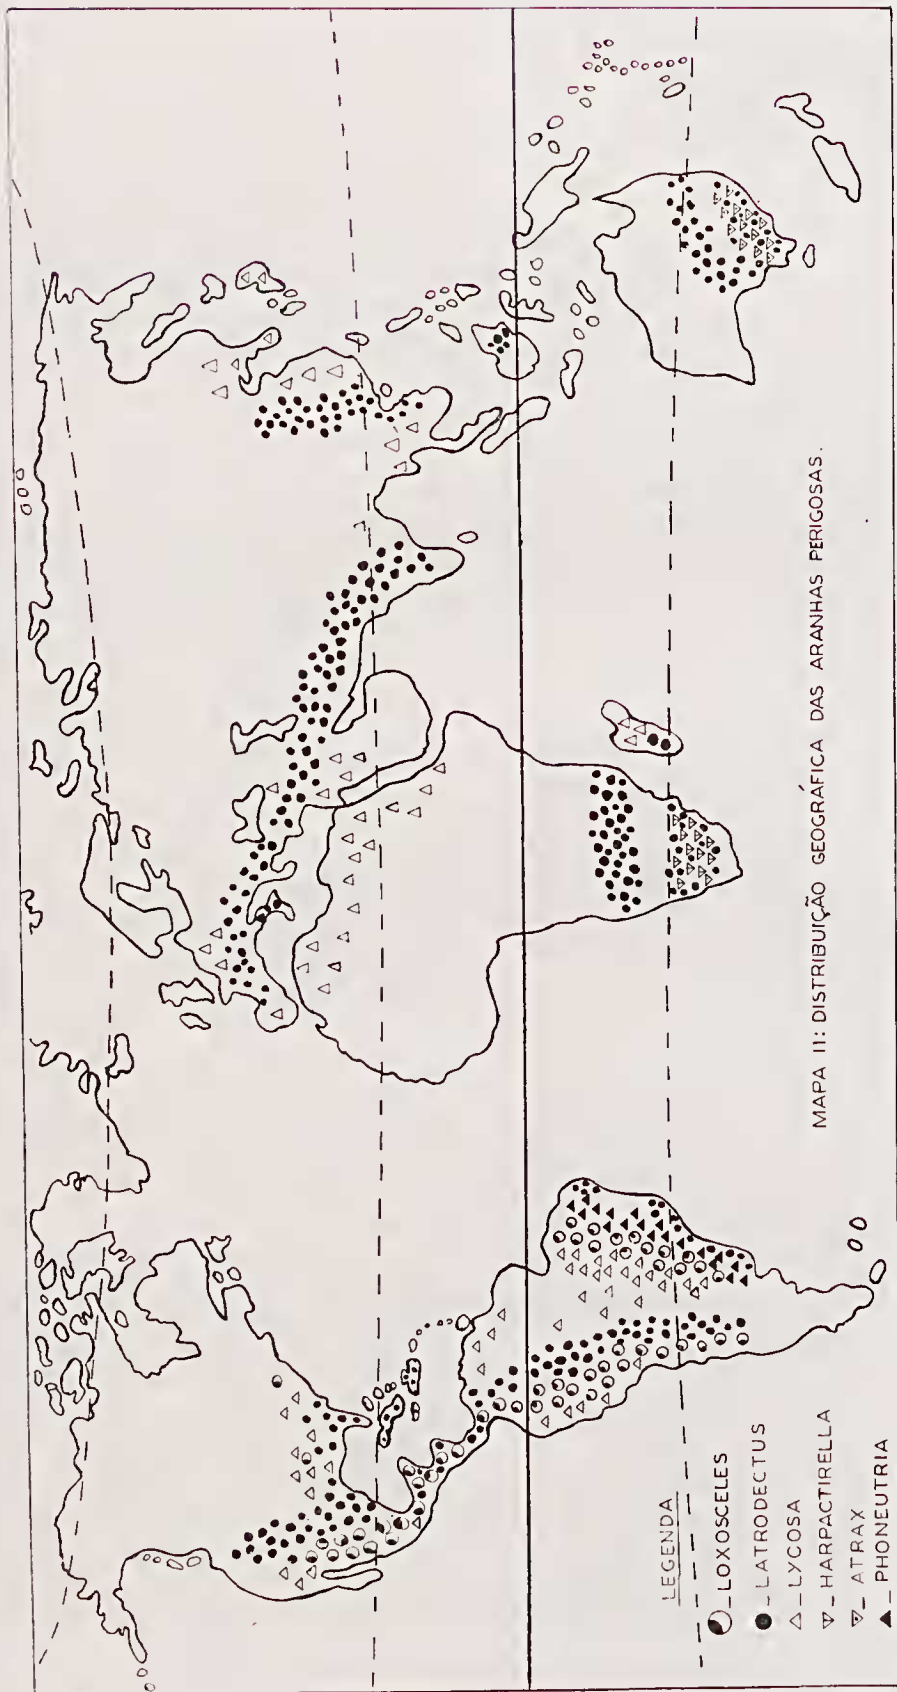 MAPA II: DISTRIBUIÇÃO GEOGRÁFICA DAS ARANHAS PERIGOSAS.
LEGENDA
_LOXOSCELES
_LATRODECTUS
_LYCOSA
_HARPACTIRELLA
_ATRAX
_PHONEUTRIA